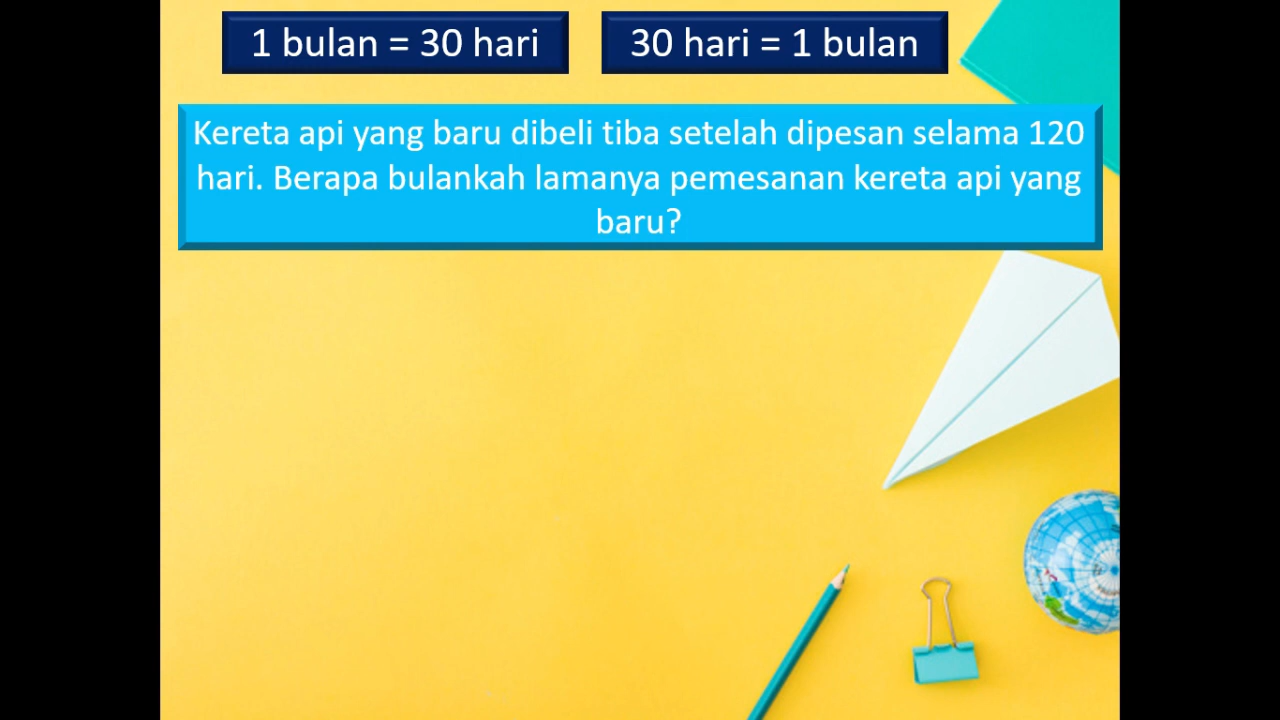 1 bulan = 30 hari
30 hari = 1 bulan
Kereta api yang baru dibeli tiba setelah dipesan selama 120
hari. Berapa bulankah lamanya pemesanan kereta api yang
baru?